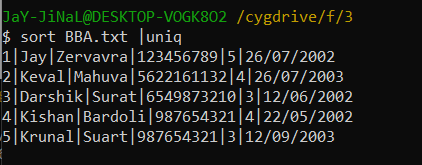 JaY-JiNaL@DESKTOP-VOGK8O2 /cygdrive/f/3
$ sort BBA.txt |uniq
1|Jay|Zervavra|123456789|5|26/07/2002
2|Keval|Mahuva|5622161132|4|26/07/2003
3|Darshik|Surat|6549873210|3|12/06/2002
4|Kishan|Bardoli|987654321|4|22/05/2002
5|Krunal|Suart|987654321|3|12/09/2003